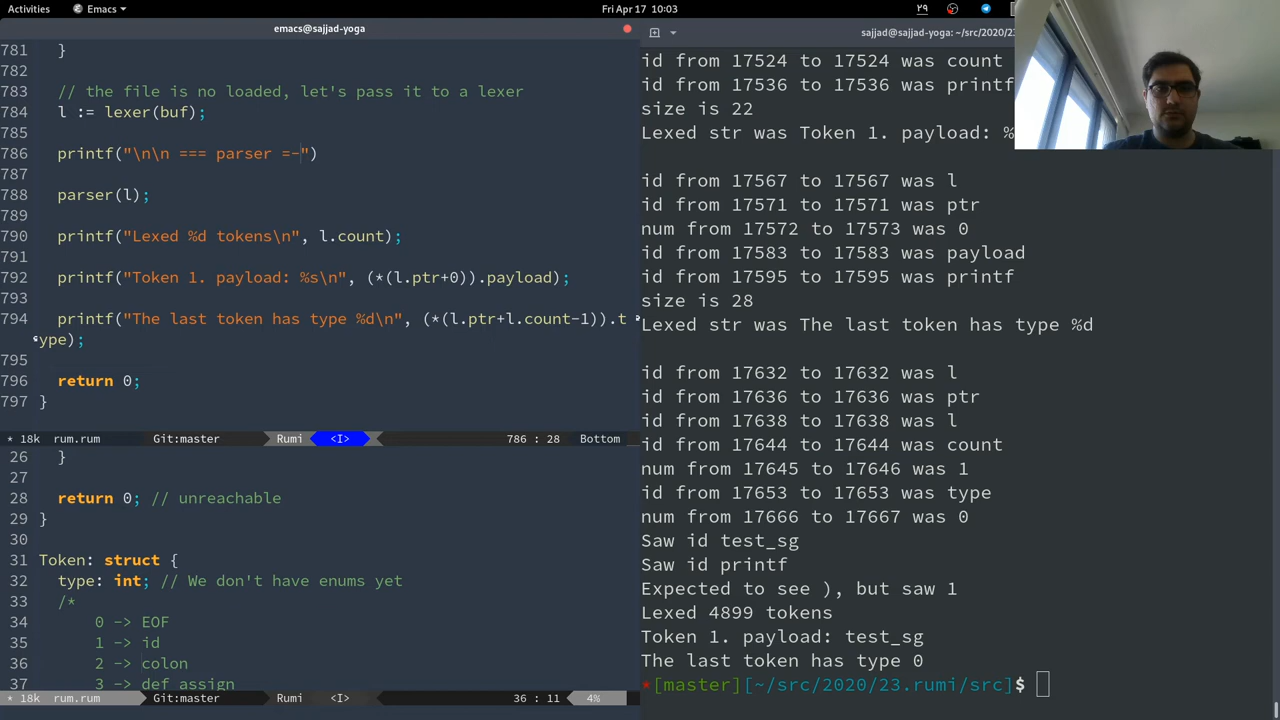 Activities Emacs Fri Apr 17 10:03 ۲۹
emacs@sajjad-yoga
781 }
782
783 // the file is no loaded, let's pass it to a lexer
784 l := lexer(buf);
785
786 printf("\n\n === parser =-")
787
788 parser(l);
789
790 printf("Lexed %d tokens\n", l.count);
791
792 printf("Token 1. payload: %s\n", (*(l.ptr+0)).payload);
793
794 printf("The last token has type %d\n", (*(l.ptr+l.count-1)).t
ype);
795
796 return 0;
797 }
* 18k rum.rum Git:master Rumi <I> 786 : 28 Bottom
26 }
27
28 return 0; // unreachable
29 }
30
31 Token: struct {
32 type: int; // We don't have enums yet
33 /*
34 0 -> EOF
35 1 -> id
36 2 -> colon
37 3 -> def assign
* 18k rum.rum Git:master Rumi <I> 36 : 11 4%
sajjad@sajjad-yoga: ~/src/2020/23.
id from 17524 to 17524 was count
id from 17536 to 17536 was printf
size is 22
Lexed str was Token 1. payload: %
id from 17567 to 17567 was l
id from 17571 to 17571 was ptr
num from 17572 to 17573 was 0
id from 17583 to 17583 was payload
id from 17595 to 17595 was printf
size is 28
Lexed str was The last token has type %d
id from 17632 to 17632 was l
id from 17636 to 17636 was ptr
id from 17638 to 17638 was l
id from 17644 to 17644 was count
num from 17645 to 17646 was 1
id from 17653 to 17653 was type
num from 17666 to 17667 was 0
Saw id test_sg
Saw id printf
Expected to see ), but saw 1
Lexed 4899 tokens
Token 1. payload: test_sg
The last token has type 0
*[master][~/src/2020/23.rumi/src]$